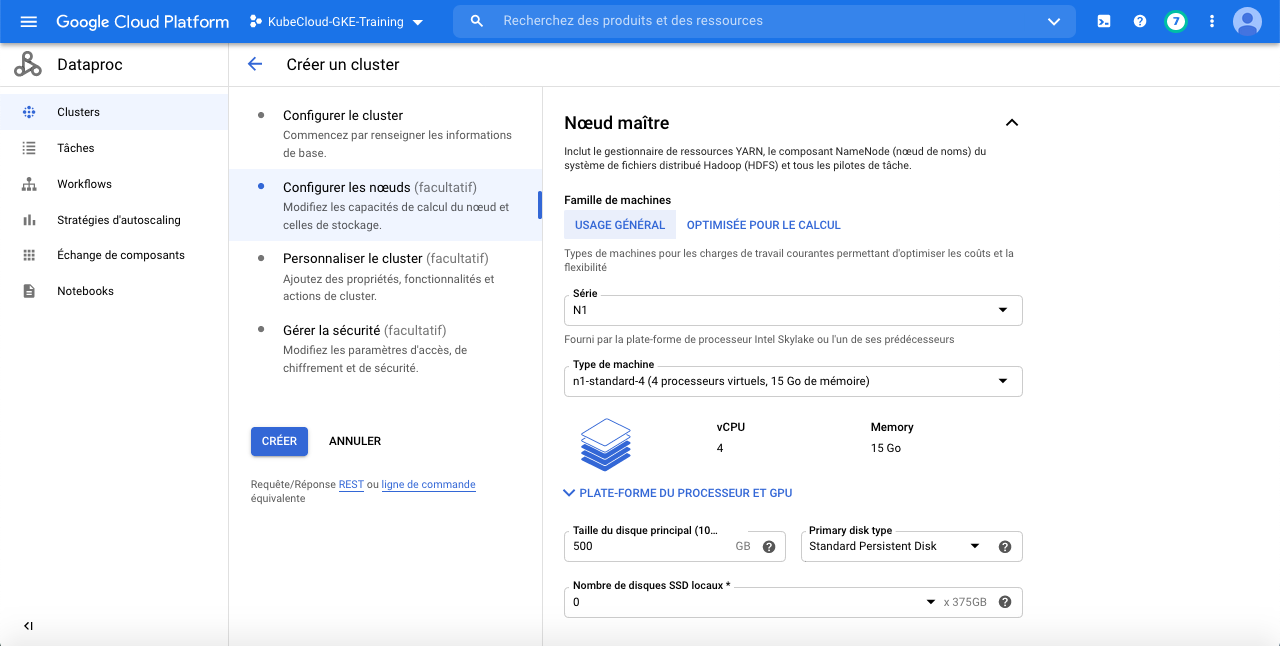 Google Cloud Platform
KubeCloud-GKE-Training
Recherchez des produits et des ressources
7
Dataproc
Créer un cluster
Clusters
Tâches
Workflows
Stratégies d'autoscaling
Échange de composants
Notebooks
Configurer le cluster
Commencez par renseigner les informations
de base.
Configurer les nœuds (facultatif)
Modifiez les capacités de calcul du nœud et
celles de stockage.
Personnaliser le cluster (facultatif)
Ajoutez des propriétés, fonctionnalités et
actions de cluster.
Gérer la sécurité (facultatif)
Modifiez les paramètres d'accès, de
chiffrement et de sécurité.
CRÉER
ANNULER
Requête/Réponse REST ou ligne de commande
équivalente
Nœud maître
Inclut le gestionnaire de ressources YARN, le composant NameNode (nœud de noms) du
système de fichiers distribué Hadoop (HDFS) et tous les pilotes de tâche.
Famille de machines
USAGE GÉNÉRAL
OPTIMISÉE POUR LE CALCUL
Types de machines pour les charges de travail courantes permettant d'optimiser les coûts et la
flexibilité
Série
N1
Fourni par la plate-forme de processeur Intel Skylake ou l'un de ses prédécesseurs
Type de machine
n1-standard-4 (4 processeurs virtuels, 15 Go de mémoire)
vCPU
4
Memory
15 Go
PLATE-FORME DU PROCESSEUR ET GPU
Taille du disque principal (10…
500
GB
Primary disk type
Standard Persistent Disk
Nombre de disques SSD locaux *
0
x 375GB